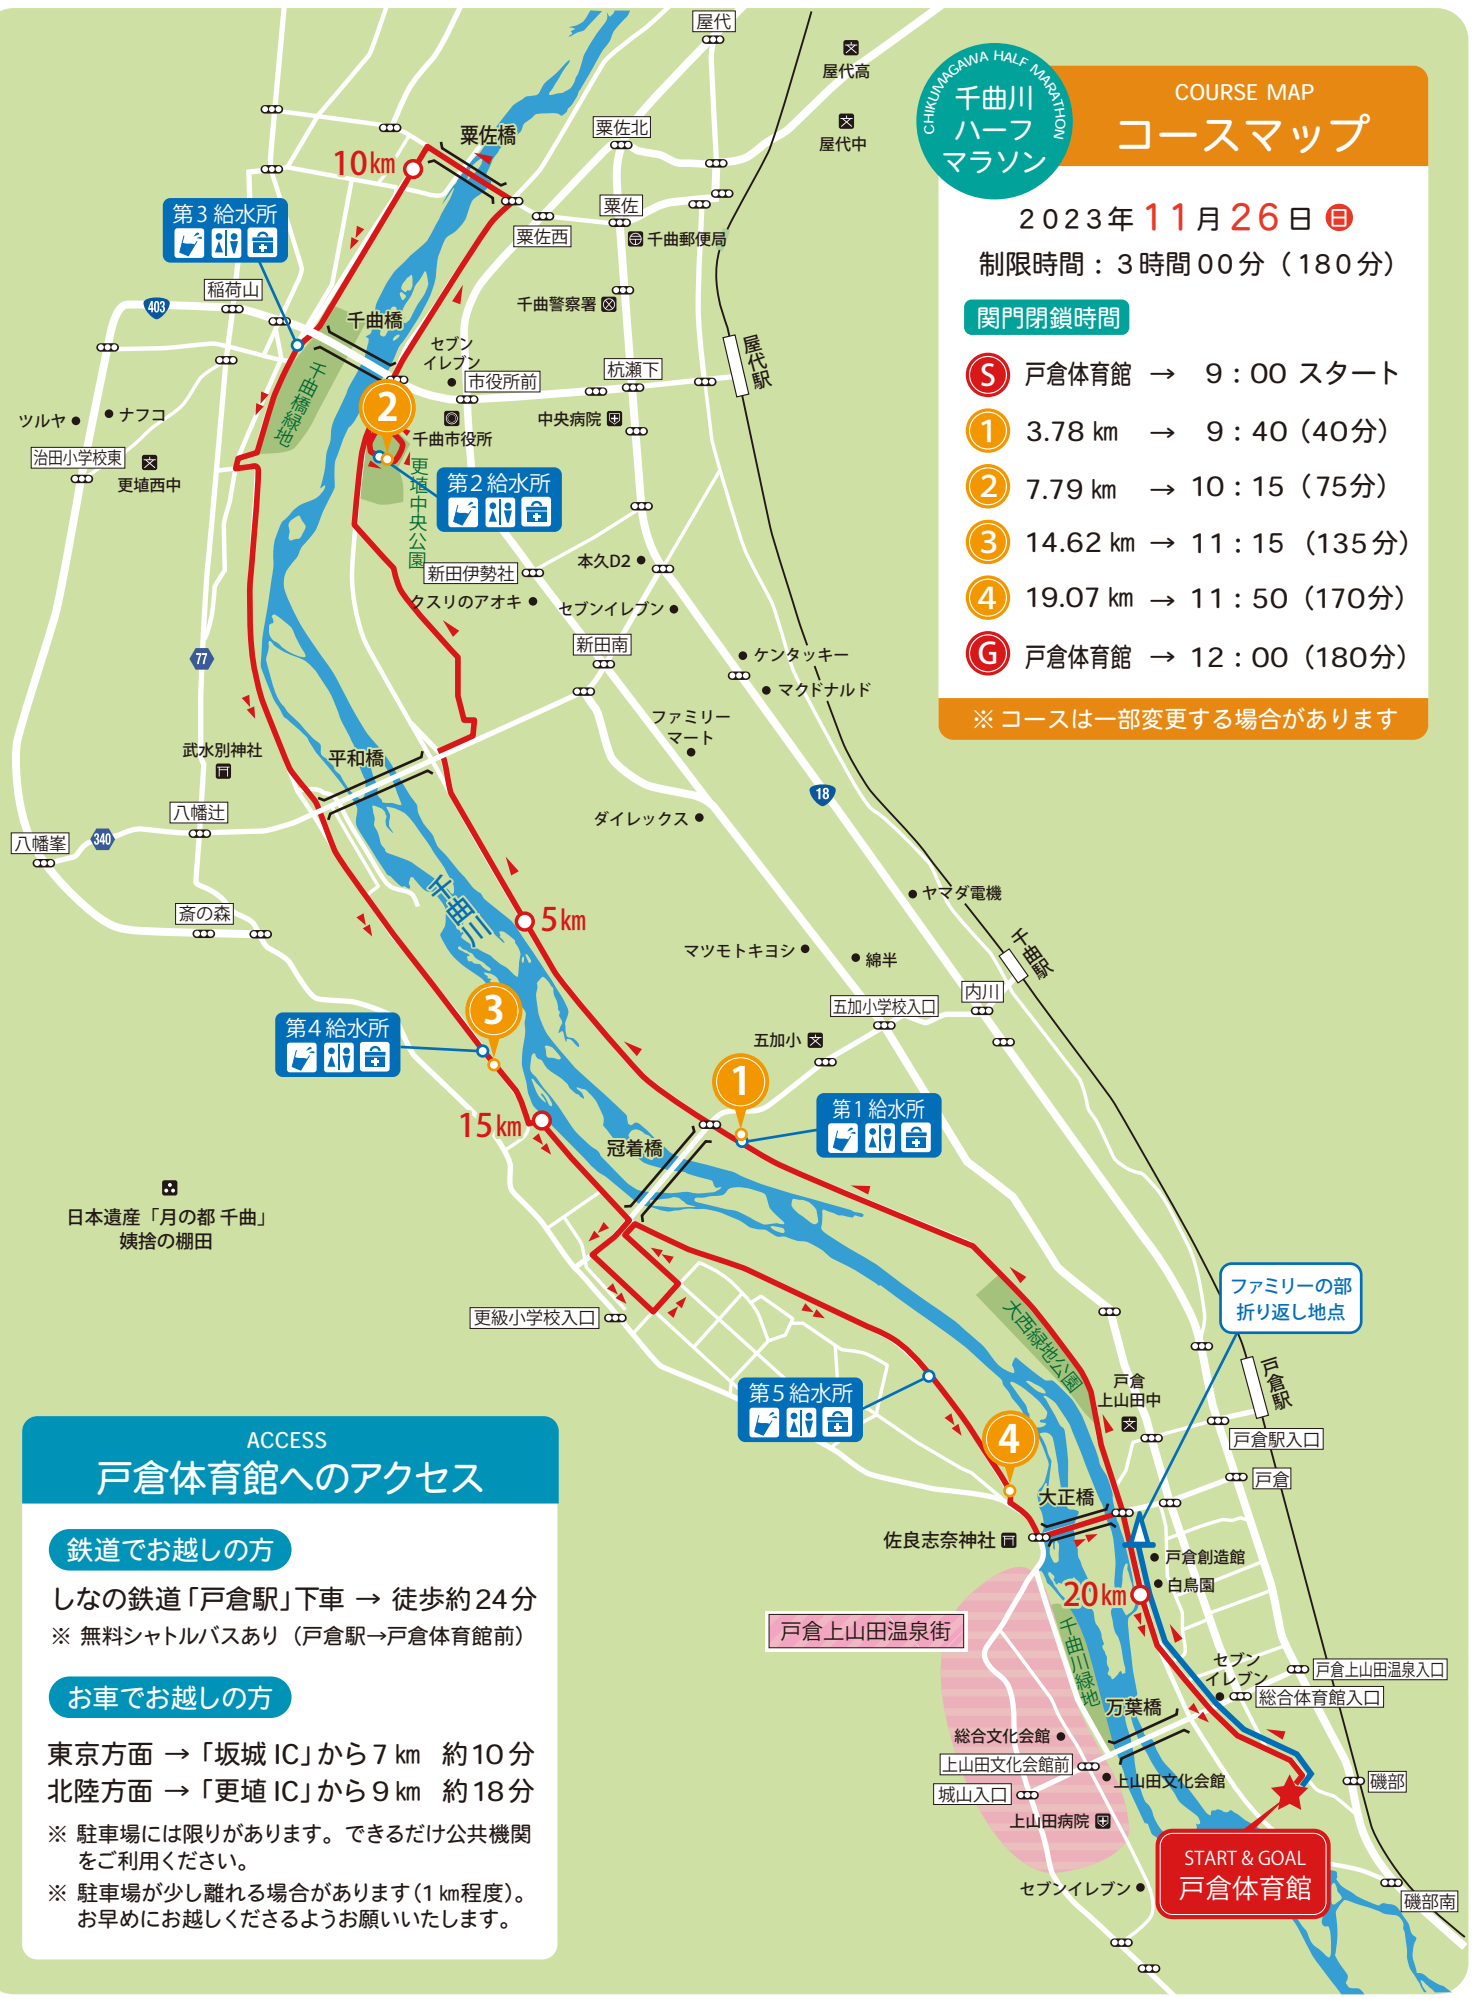 CHIKUMAGAWA HALF MARATHON
千曲川
ハーフ
マラソン
COURSE MAP
コースマップ
2023年 11月 26日 日
制限時間：3時間00分（180分）
関門閉鎖時間
S 戸倉体育館 → 9：00 スタート
1 3.78 km → 9：40（40分）
2 7.79 km → 10：15（75分）
3 14.62 km → 11：15（135分）
4 19.07 km → 11：50（170分）
G 戸倉体育館 → 12：00（180分）
※ コースは一部変更する場合があります
屋代
屋代高
屋代中
粟佐橋
粟佐北
10km
第3給水所
粟佐
粟佐西
千曲郵便局
稲荷山
403
千曲橋
千曲警察署
セブン
イレブン
市役所前
杭瀬下
屋代駅
千曲橋緑地
ツルヤ
ナフコ
2
中央病院
千曲市役所
治田小学校東
更埴西中
更埴中央公園
第2給水所
新田伊勢社
本久D2
クスリのアオキ
セブンイレブン
新田南
77
ケンタッキー
マクドナルド
ファミリー
マート
武水別神社
平和橋
18
八幡辻
ダイレックス
八幡峯
340
千曲川
ヤマダ電機
斎の森
5km
千曲駅
マツモトキヨシ
綿半
内川
五加小学校入口
3
第4給水所
五加小
1
第1給水所
15km
冠着橋
日本遺産「月の都 千曲」
姨捨の棚田
更級小学校入口
ファミリーの部
折り返し地点
大西緑地公園
戸倉駅
戸倉
上山田中
第5給水所
4
戸倉駅入口
戸倉
大正橋
佐良志奈神社
戸倉創造館
白鳥園
20km
戸倉上山田温泉街
千曲川緑地
セブン
イレブン
戸倉上山田温泉入口
総合体育館入口
万葉橋
総合文化会館
上山田文化会館前
上山田文化会館
城山入口
磯部
上山田病院
START & GOAL
戸倉体育館
セブンイレブン
磯部南
ACCESS
戸倉体育館へのアクセス
鉄道でお越しの方
しなの鉄道「戸倉駅」下車 → 徒歩約24分
※ 無料シャトルバスあり（戸倉駅→戸倉体育館前）
お車でお越しの方
東京方面 →「坂城 IC」から7 km 約10分
北陸方面 →「更埴 IC」から9 km 約18分
※ 駐車場には限りがあります。できるだけ公共機関
をご利用ください。
※ 駐車場が少し離れる場合があります（1 km程度）。
お早めにお越しくださるようお願いいたします。